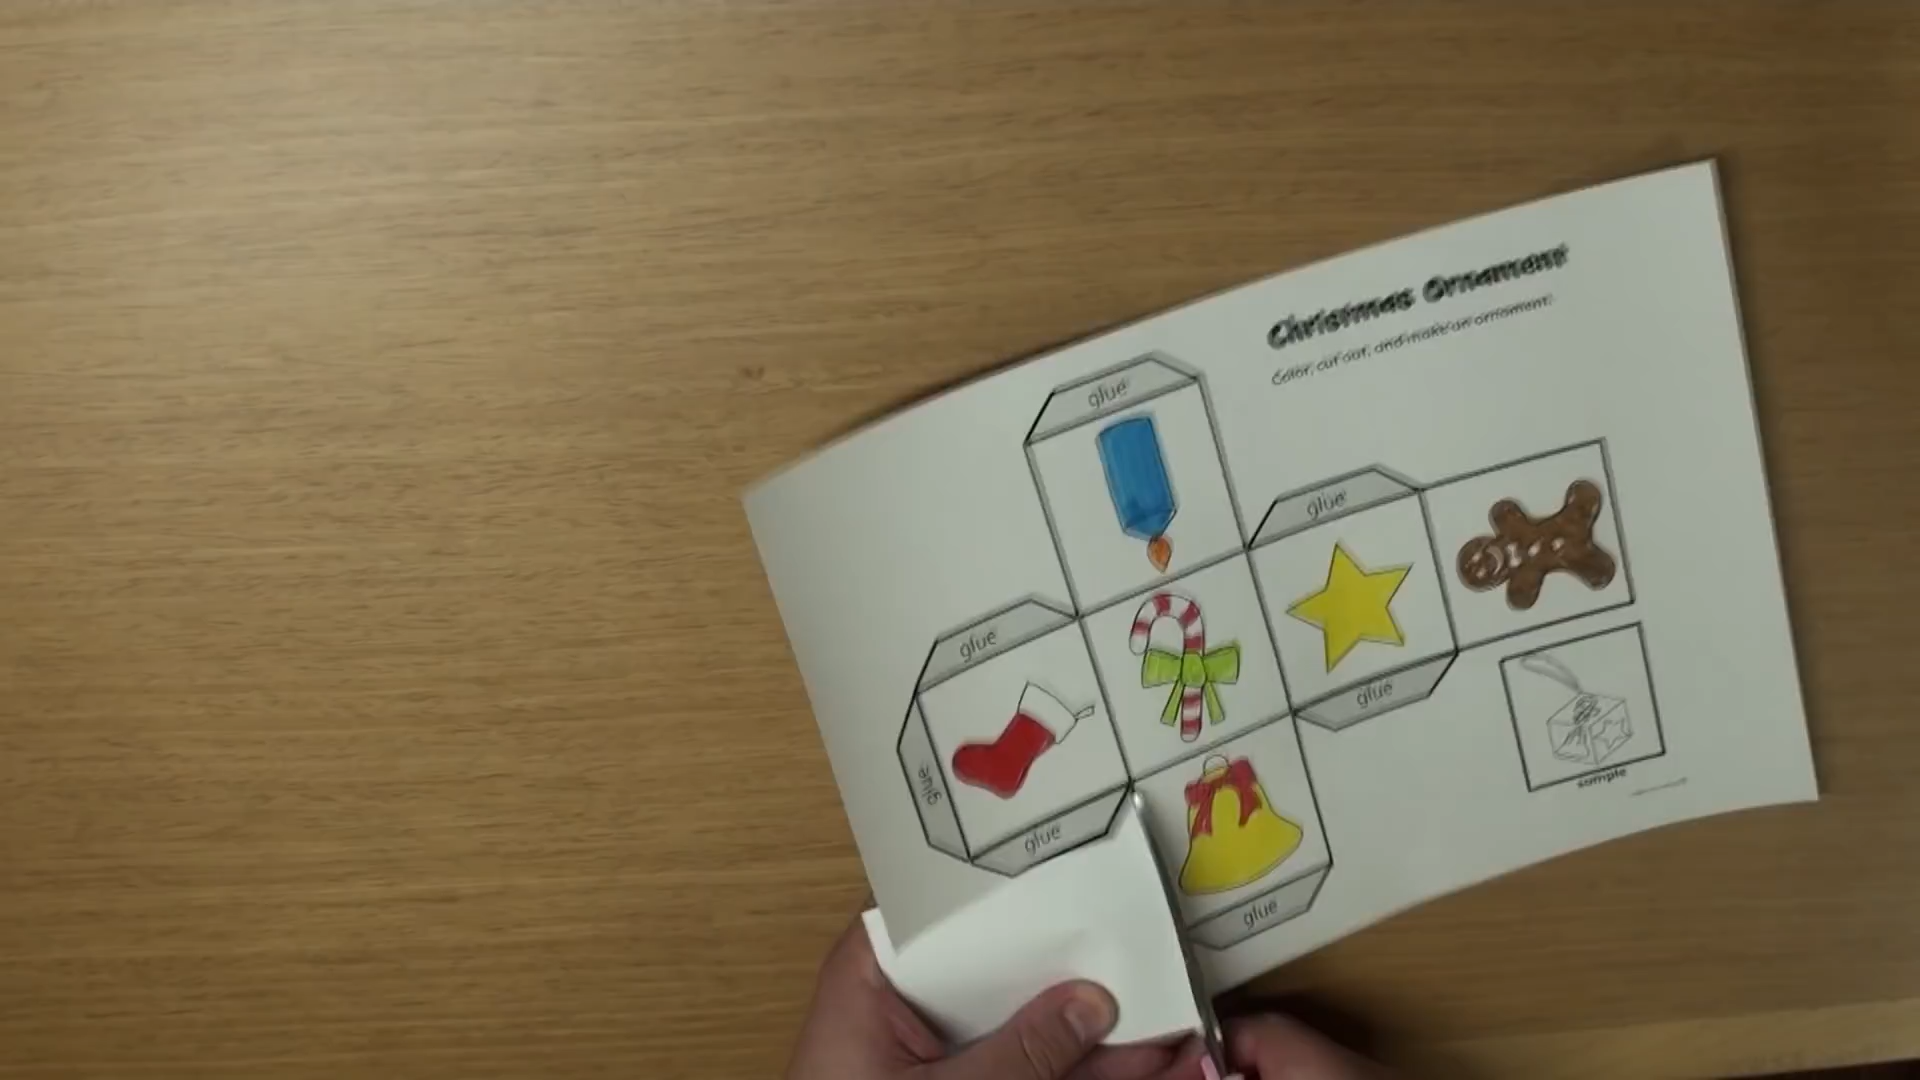 Christmas Ornament
Color, cut out, and make an ornament.
glue
glue
glue
glue
glue
glue
glue
sample